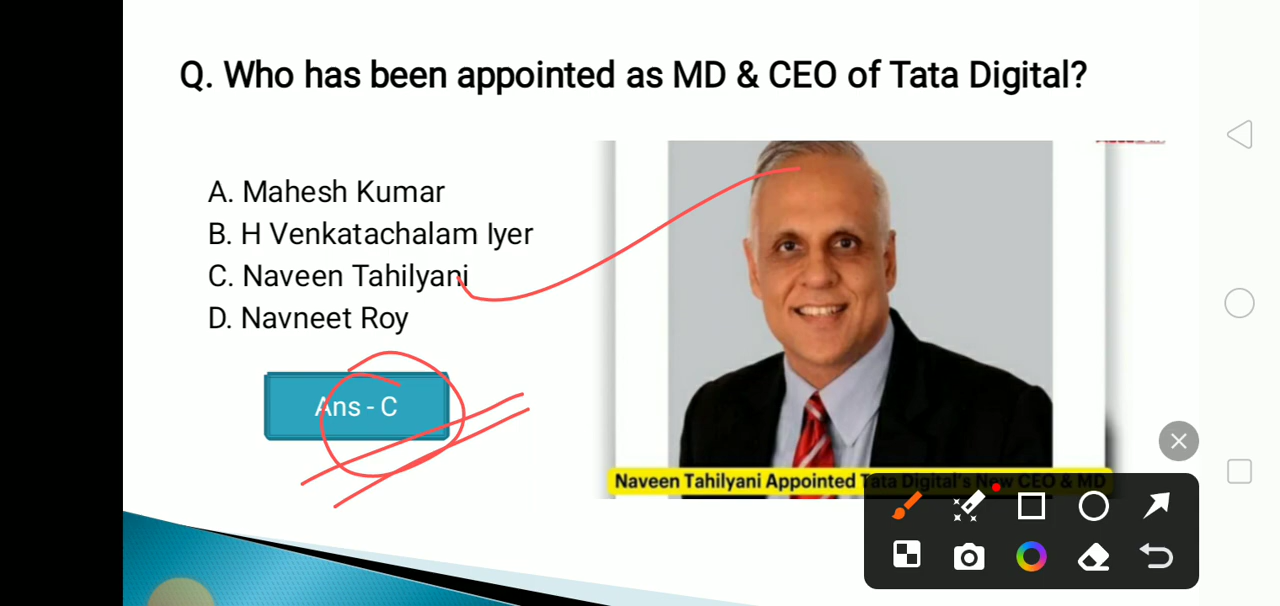 Q. Who has been appointed as MD & CEO of Tata Digital?
A. Mahesh Kumar
B. H Venkatachalam Iyer
C. Naveen Tahilyani
D. Navneet Roy
Ans - C
Naveen Tahilyani Appointed Tata Digital's New CEO & MD